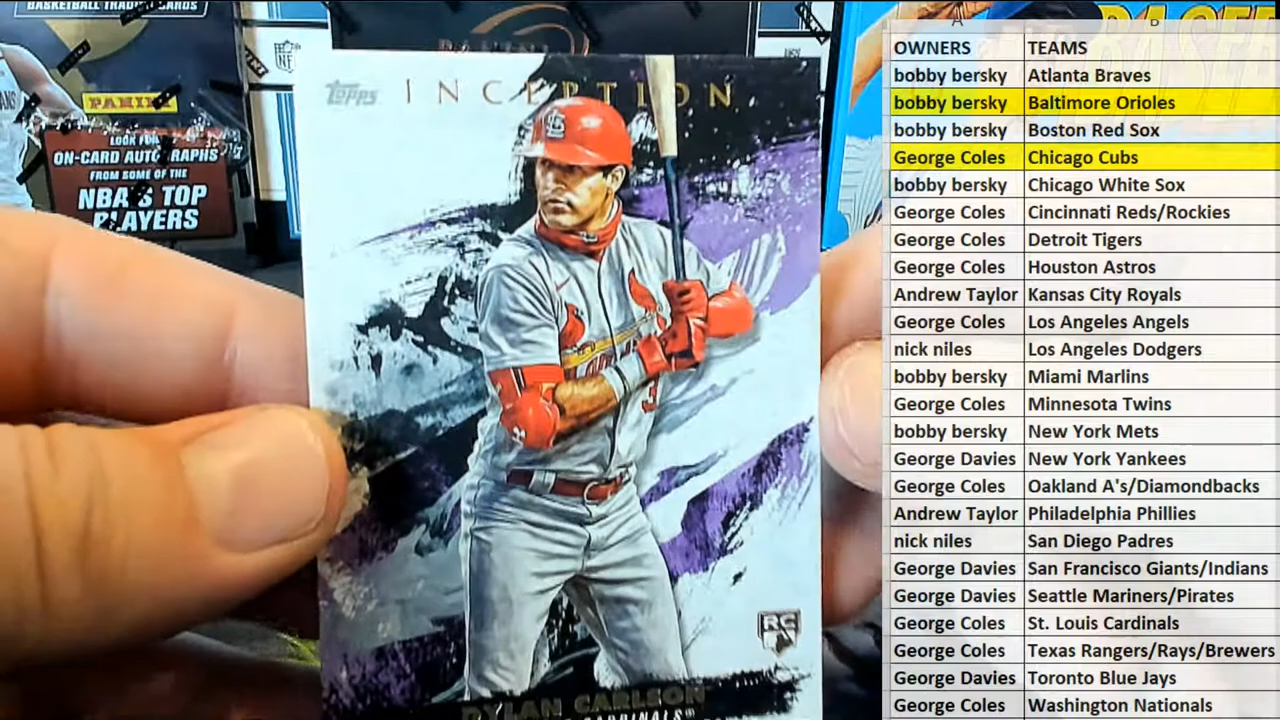 BASKETBALL TRADING CARDS
PANINI
LOOK FOR
ON-CARD AUTOGRAPHS
FROM SOME OF THE
NBA'S TOP
PLAYERS
NFL
PANINI
topps INCEPTION
RC
DYLAN CARLSON
CARDINALS
A B
OWNERS TEAMS
bobby bersky Atlanta Braves
bobby bersky Baltimore Orioles
bobby bersky Boston Red Sox
George Coles Chicago Cubs
bobby bersky Chicago White Sox
George Coles Cincinnati Reds/Rockies
George Coles Detroit Tigers
George Coles Houston Astros
Andrew Taylor Kansas City Royals
George Coles Los Angeles Angels
nick niles Los Angeles Dodgers
bobby bersky Miami Marlins
George Coles Minnesota Twins
bobby bersky New York Mets
George Davies New York Yankees
George Coles Oakland A's/Diamondbacks
Andrew Taylor Philadelphia Phillies
nick niles San Diego Padres
George Davies San Francisco Giants/Indians
George Davies Seattle Mariners/Pirates
George Coles St. Louis Cardinals
George Coles Texas Rangers/Rays/Brewers
George Davies Toronto Blue Jays
George Coles Washington Nationals